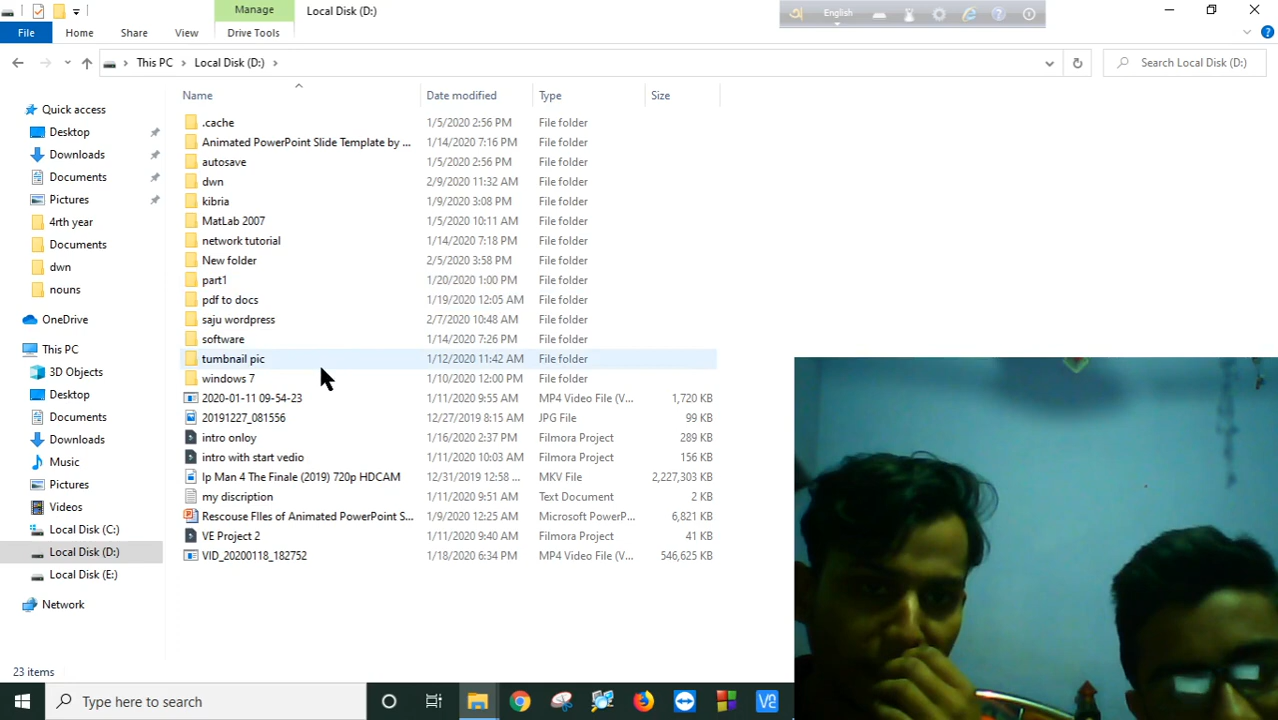 Manage
Local Disk (D:)
English
File
Home
Share
View
Drive Tools
This PC
Local Disk (D:)
Search Local Disk (D:)
Name
Date modified
Type
Size
Quick access
Desktop
Downloads
Documents
Pictures
4rth year
Documents
dwn
nouns
OneDrive
This PC
3D Objects
Desktop
Documents
Downloads
Music
Pictures
Videos
Local Disk (C:)
Local Disk (D:)
Local Disk (E:)
Network
.cache 1/5/2020 2:56 PM File folder
Animated PowerPoint Slide Template by ... 1/14/2020 7:16 PM File folder
autosave 1/5/2020 2:56 PM File folder
dwn 2/9/2020 11:32 AM File folder
kibria 1/9/2020 3:08 PM File folder
MatLab 2007 1/5/2020 10:11 AM File folder
network tutorial 1/14/2020 7:18 PM File folder
New folder 2/5/2020 3:58 PM File folder
part1 1/20/2020 1:00 PM File folder
pdf to docs 1/19/2020 12:05 AM File folder
saju wordpress 2/7/2020 10:48 AM File folder
software 1/14/2020 7:26 PM File folder
tumbnail pic 1/12/2020 11:42 AM File folder
windows 7 1/10/2020 12:00 PM File folder
2020-01-11 09-54-23 1/11/2020 9:55 AM MP4 Video File (V... 1,720 KB
20191227_081556 12/27/2019 8:15 AM JPG File 99 KB
intro onloy 1/16/2020 2:37 PM Filmora Project 289 KB
intro with start vedio 1/11/2020 10:03 AM Filmora Project 156 KB
Ip Man 4 The Finale (2019) 720p HDCAM 12/31/2019 12:58 ... MKV File 2,227,303 KB
my discription 1/11/2020 9:51 AM Text Document 2 KB
Rescouse FIles of Animated PowerPoint S... 1/9/2020 12:25 AM Microsoft PowerP... 6,821 KB
VE Project 2 1/11/2020 9:40 AM Filmora Project 41 KB
VID_20200118_182752 1/18/2020 6:34 PM MP4 Video File (V... 546,625 KB
23 items
Type here to search